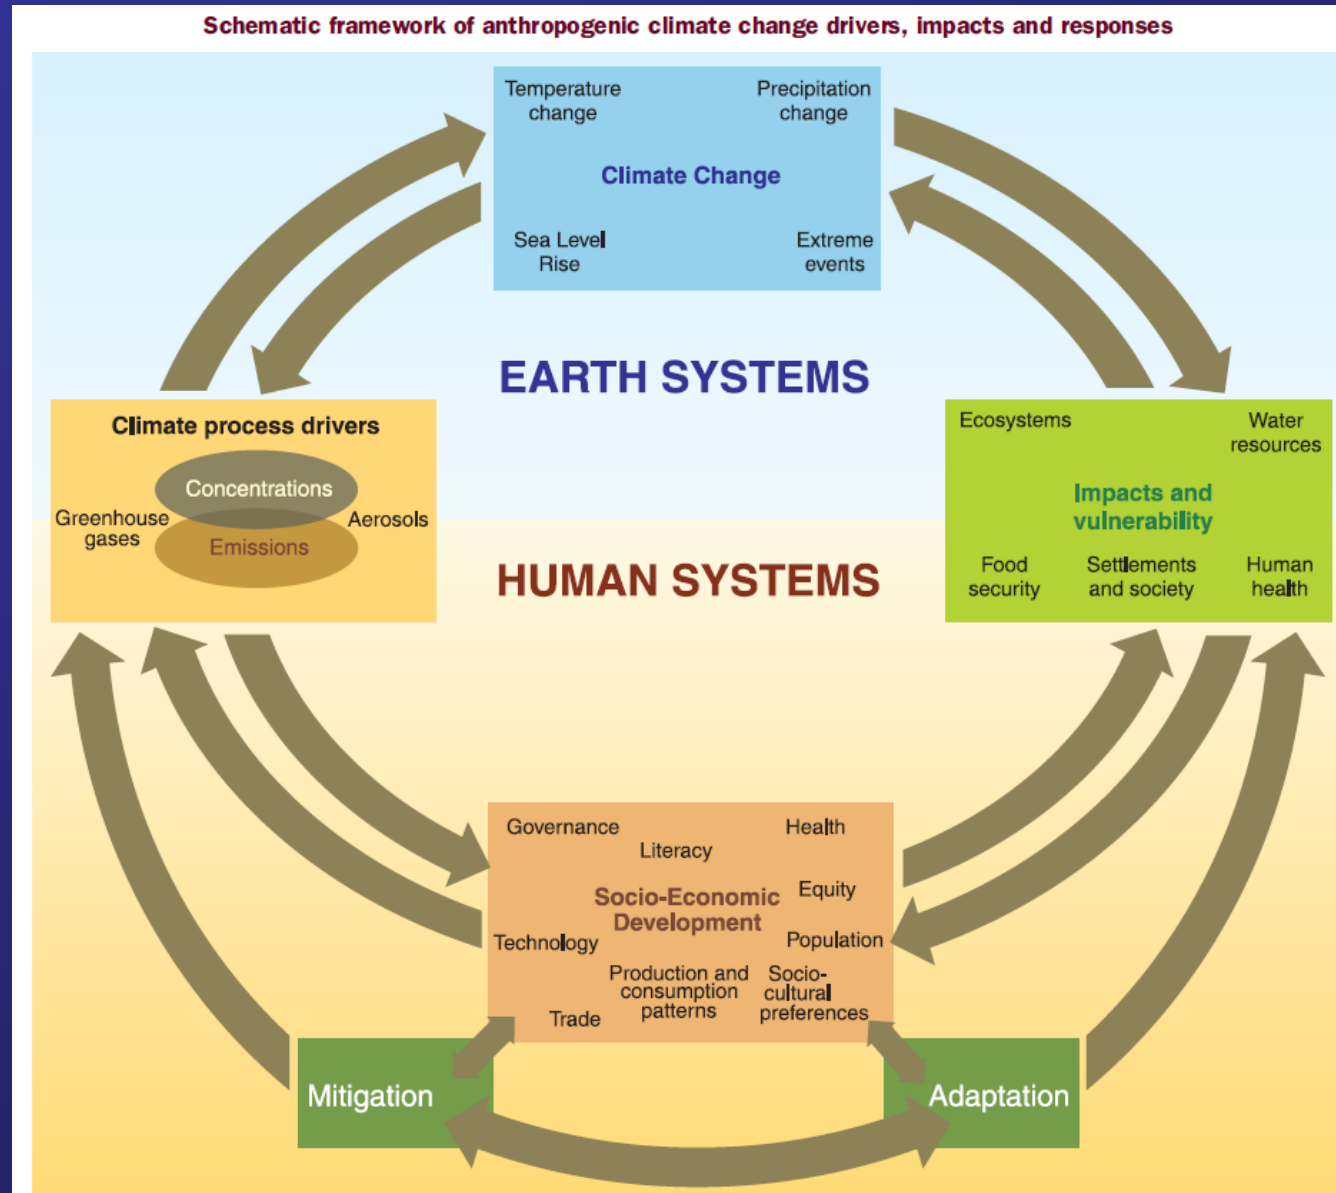 Schematic framework of anthropogenic climate change drivers, impacts and responses
Temperature
change
Precipitation
change
Climate Change
Sea Level
Rise
Extreme
events
EARTH SYSTEMS
Climate process drivers
Concentrations
Greenhouse
gases
Aerosols
Emissions
Ecosystems
Water
resources
Impacts and
vulnerability
Food
security
Settlements
and society
Human
health
HUMAN SYSTEMS
Governance
Literacy
Health
Socio-Economic
Development
Equity
Technology
Population
Production and
consumption
patterns
Socio-
cultural
preferences
Trade
Mitigation
Adaptation